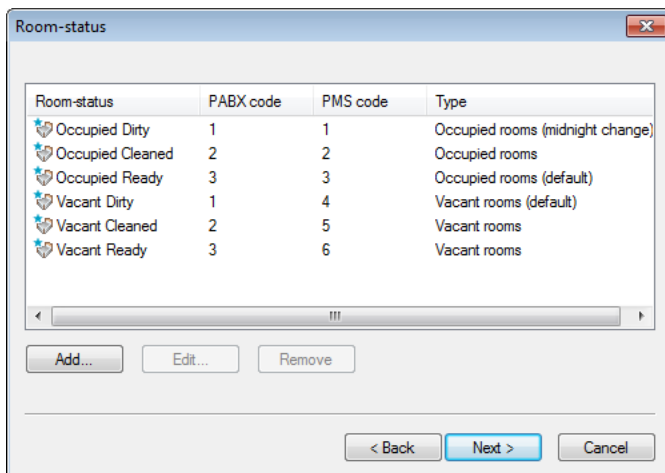 Room-status
Room-status PABX code PMS code Type
Occupied Dirty 1 1 Occupied rooms (midnight change)
Occupied Cleaned 2 2 Occupied rooms
Occupied Ready 3 3 Occupied rooms (default)
Vacant Dirty 1 4 Vacant rooms (default)
Vacant Cleaned 2 5 Vacant rooms
Vacant Ready 3 6 Vacant rooms
Add... Edit... Remove
< Back Next > Cancel